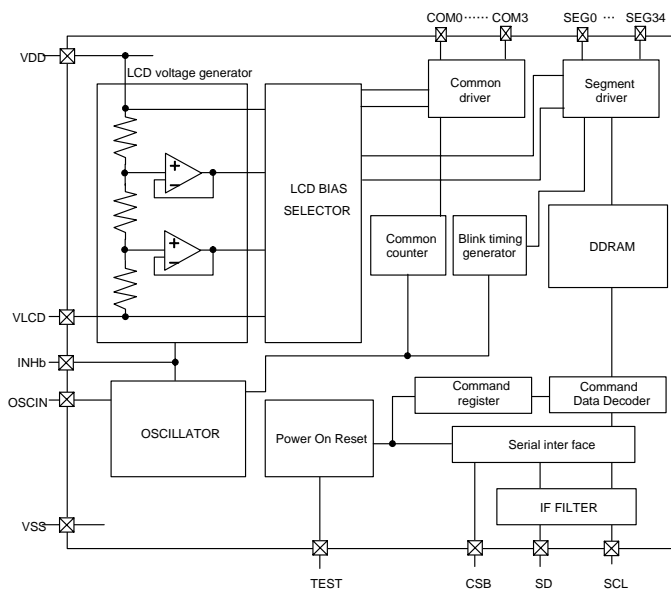 COM0 ⋯⋯ COM3
SEG0 ⋯ SEG34
VDD
LCD voltage generator
Common
driver
Segment
driver
+
−
LCD BIAS
SELECTOR
+
−
Common
counter
Blink timing
generator
DDRAM
VLCD
INHb
OSCIN
OSCILLATOR
Command
register
Command
Data Decoder
Power On Reset
Serial inter face
IF FILTER
VSS
TEST
CSB
SD
SCL